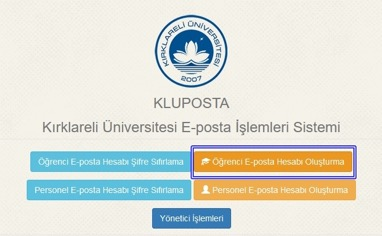 KIRKLARELİ ÜNİVERSİTESİ
2007
KLUPOSTA
Kırklareli Üniversitesi E-posta İşlemleri Sistemi
Öğrenci E-posta Hesabı Şifre Sıfırlama
Öğrenci E-posta Hesabı Oluşturma
Personel E-posta Hesabı Şifre Sıfırlama
Personel E-posta Hesabı Oluşturma
Yönetici İşlemleri